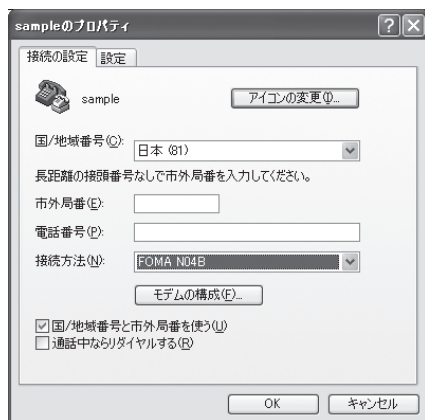 sampleのプロパティ
接続の設定 設定
sample アイコンの変更(I)...
国/地域番号(C): 日本 (81)
長距離の接頭番号なしで市外局番を入力してください。
市外局番(E):
電話番号(P):
接続方法(N): FOMA N04B
モデムの構成(F)...
国/地域番号と市外局番を使う(U)
通話中ならリダイヤルする(R)
OK キャンセル